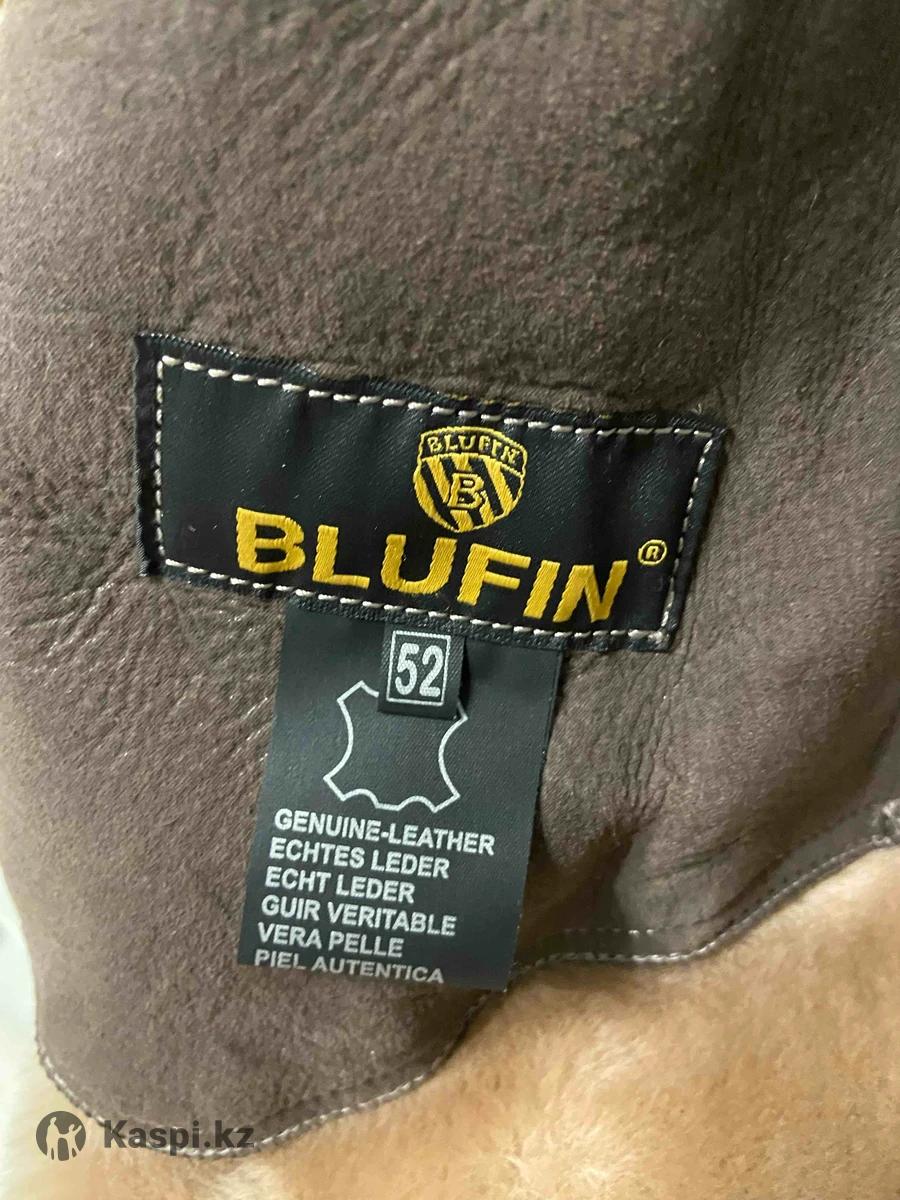 BLUFIN
B
BLUFIN®
52
GENUINE-LEATHER
ECHTES LEDER
ECHT LEDER
GUIR VERITABLE
VERA PELLE
PIEL AUTENTICA
Kaspi.kz